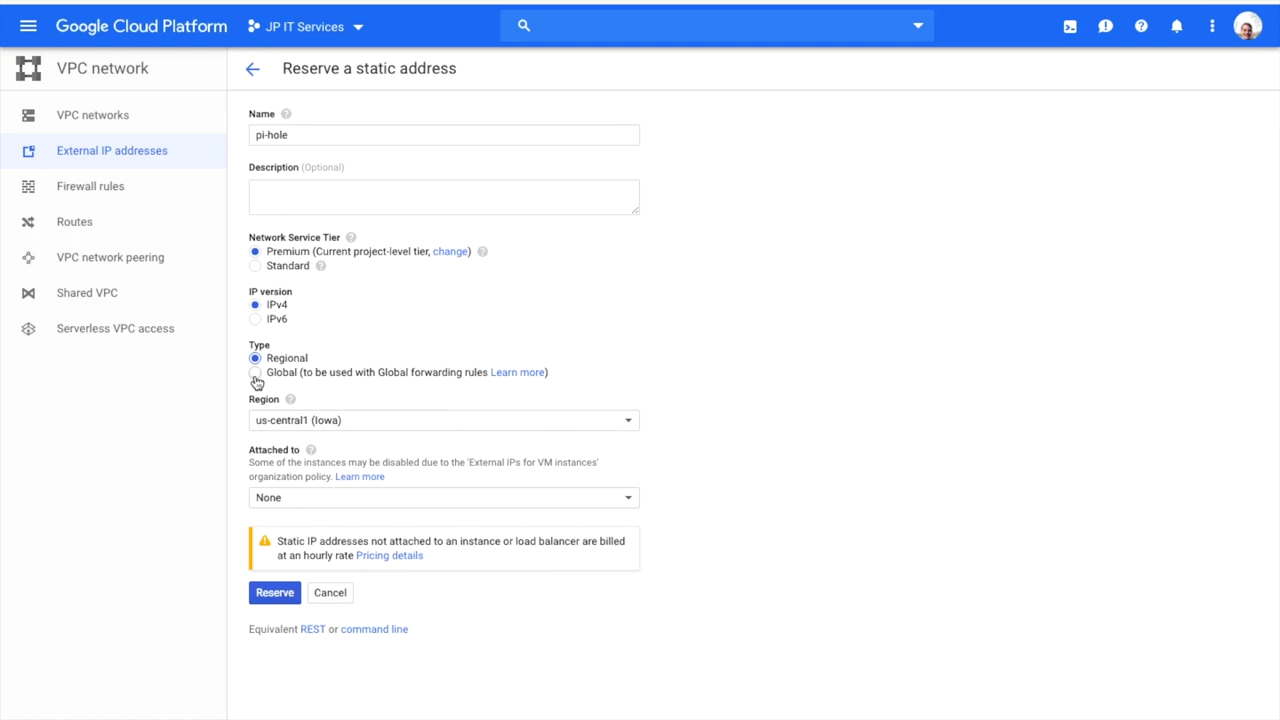 Google Cloud Platform
JP IT Services
VPC network
Reserve a static address
VPC networks
External IP addresses
Firewall rules
Routes
VPC network peering
Shared VPC
Serverless VPC access
Name
pi-hole
Description (Optional)
Network Service Tier
Premium (Current project-level tier, change)
Standard
IP version
IPv4
IPv6
Type
Regional
Global (to be used with Global forwarding rules Learn more)
Region
us-central1 (Iowa)
Attached to
Some of the instances may be disabled due to the 'External IPs for VM instances'
organization policy. Learn more
None
Static IP addresses not attached to an instance or load balancer are billed
at an hourly rate Pricing details
Reserve Cancel
Equivalent REST or command line